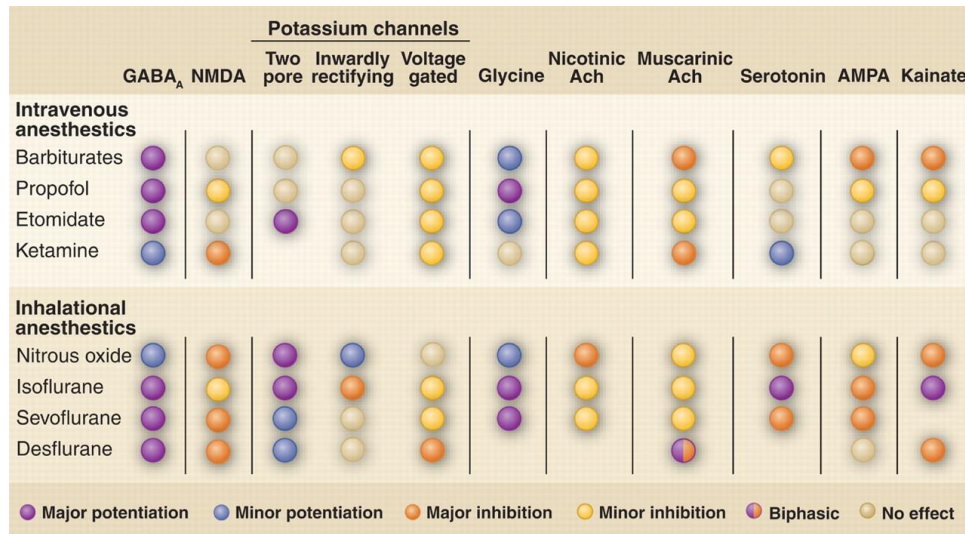 Potassium channels
GABAA NMDA Two pore Inwardly rectifying Voltage gated Glycine Nicotinic Ach Muscarinic Ach Serotonin AMPA Kainate
Intravenous
anesthestics
Barbiturates
Propofol
Etomidate
Ketamine
Inhalational
anesthestics
Nitrous oxide
Isoflurane
Sevoflurane
Desflurane
Major potentiation Minor potentiation Major inhibition Minor inhibition Biphasic No effect